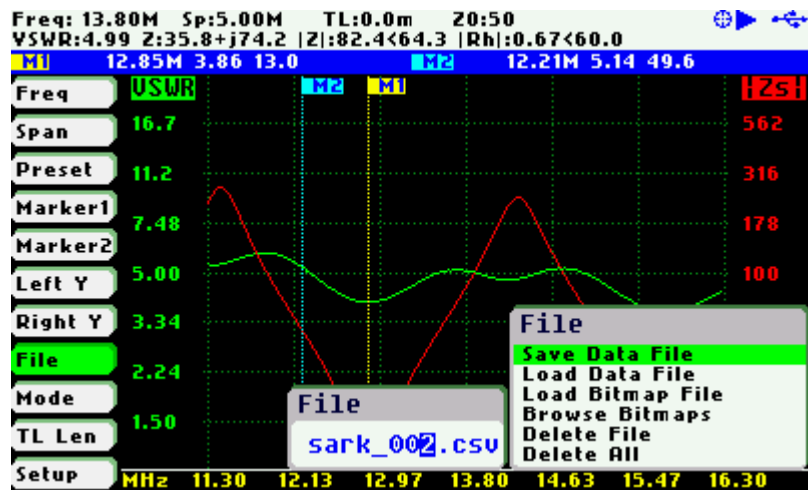 Freq: 13.80M Sp:5.00M TL:0.0m 20:50
VSWR:4.99 Z:35.8+j74.2 |Z|:82.4<64.3 |Rh|:0.67<60.0
M1 12.85M 3.86 13.0 M2 12.21M 5.14 49.6
Freq VSWR M2 M1 |Zs|
Span 16.7 562
Preset 11.2 316
Marker1
7.48 178
Marker2
Left Y 5.00 100
Right Y 3.34 File
File Save Data File
2.24 Load Data File
Mode File Load Bitmap File
1.50 Browse Bitmaps
TL Len sark_002.csv Delete File
Delete All
Setup
MHz 11.30 12.13 12.97 13.80 14.63 15.47 16.30